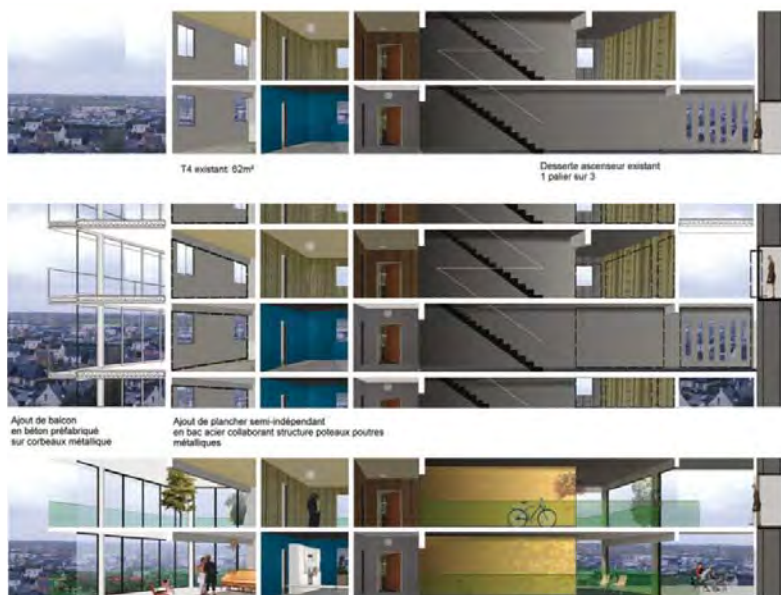 T4 existant: 62m²
Desserte ascenseur existant
1 palier sur 3
Ajout de balcon
en béton préfabriqué
sur corbeaux métallique
Ajout de plancher semi-indépendant
en bac acier collaborant structure poteaux poutres
métalliques